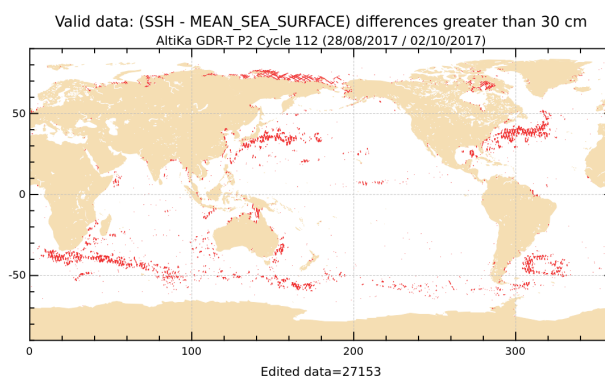 Valid data: (SSH - MEAN_SEA_SURFACE) differences greater than 30 cm
AltiKa GDR-T P2 Cycle 112 (28/08/2017 / 02/10/2017)
50
0
-50
0 100 200 300
Edited data=27153